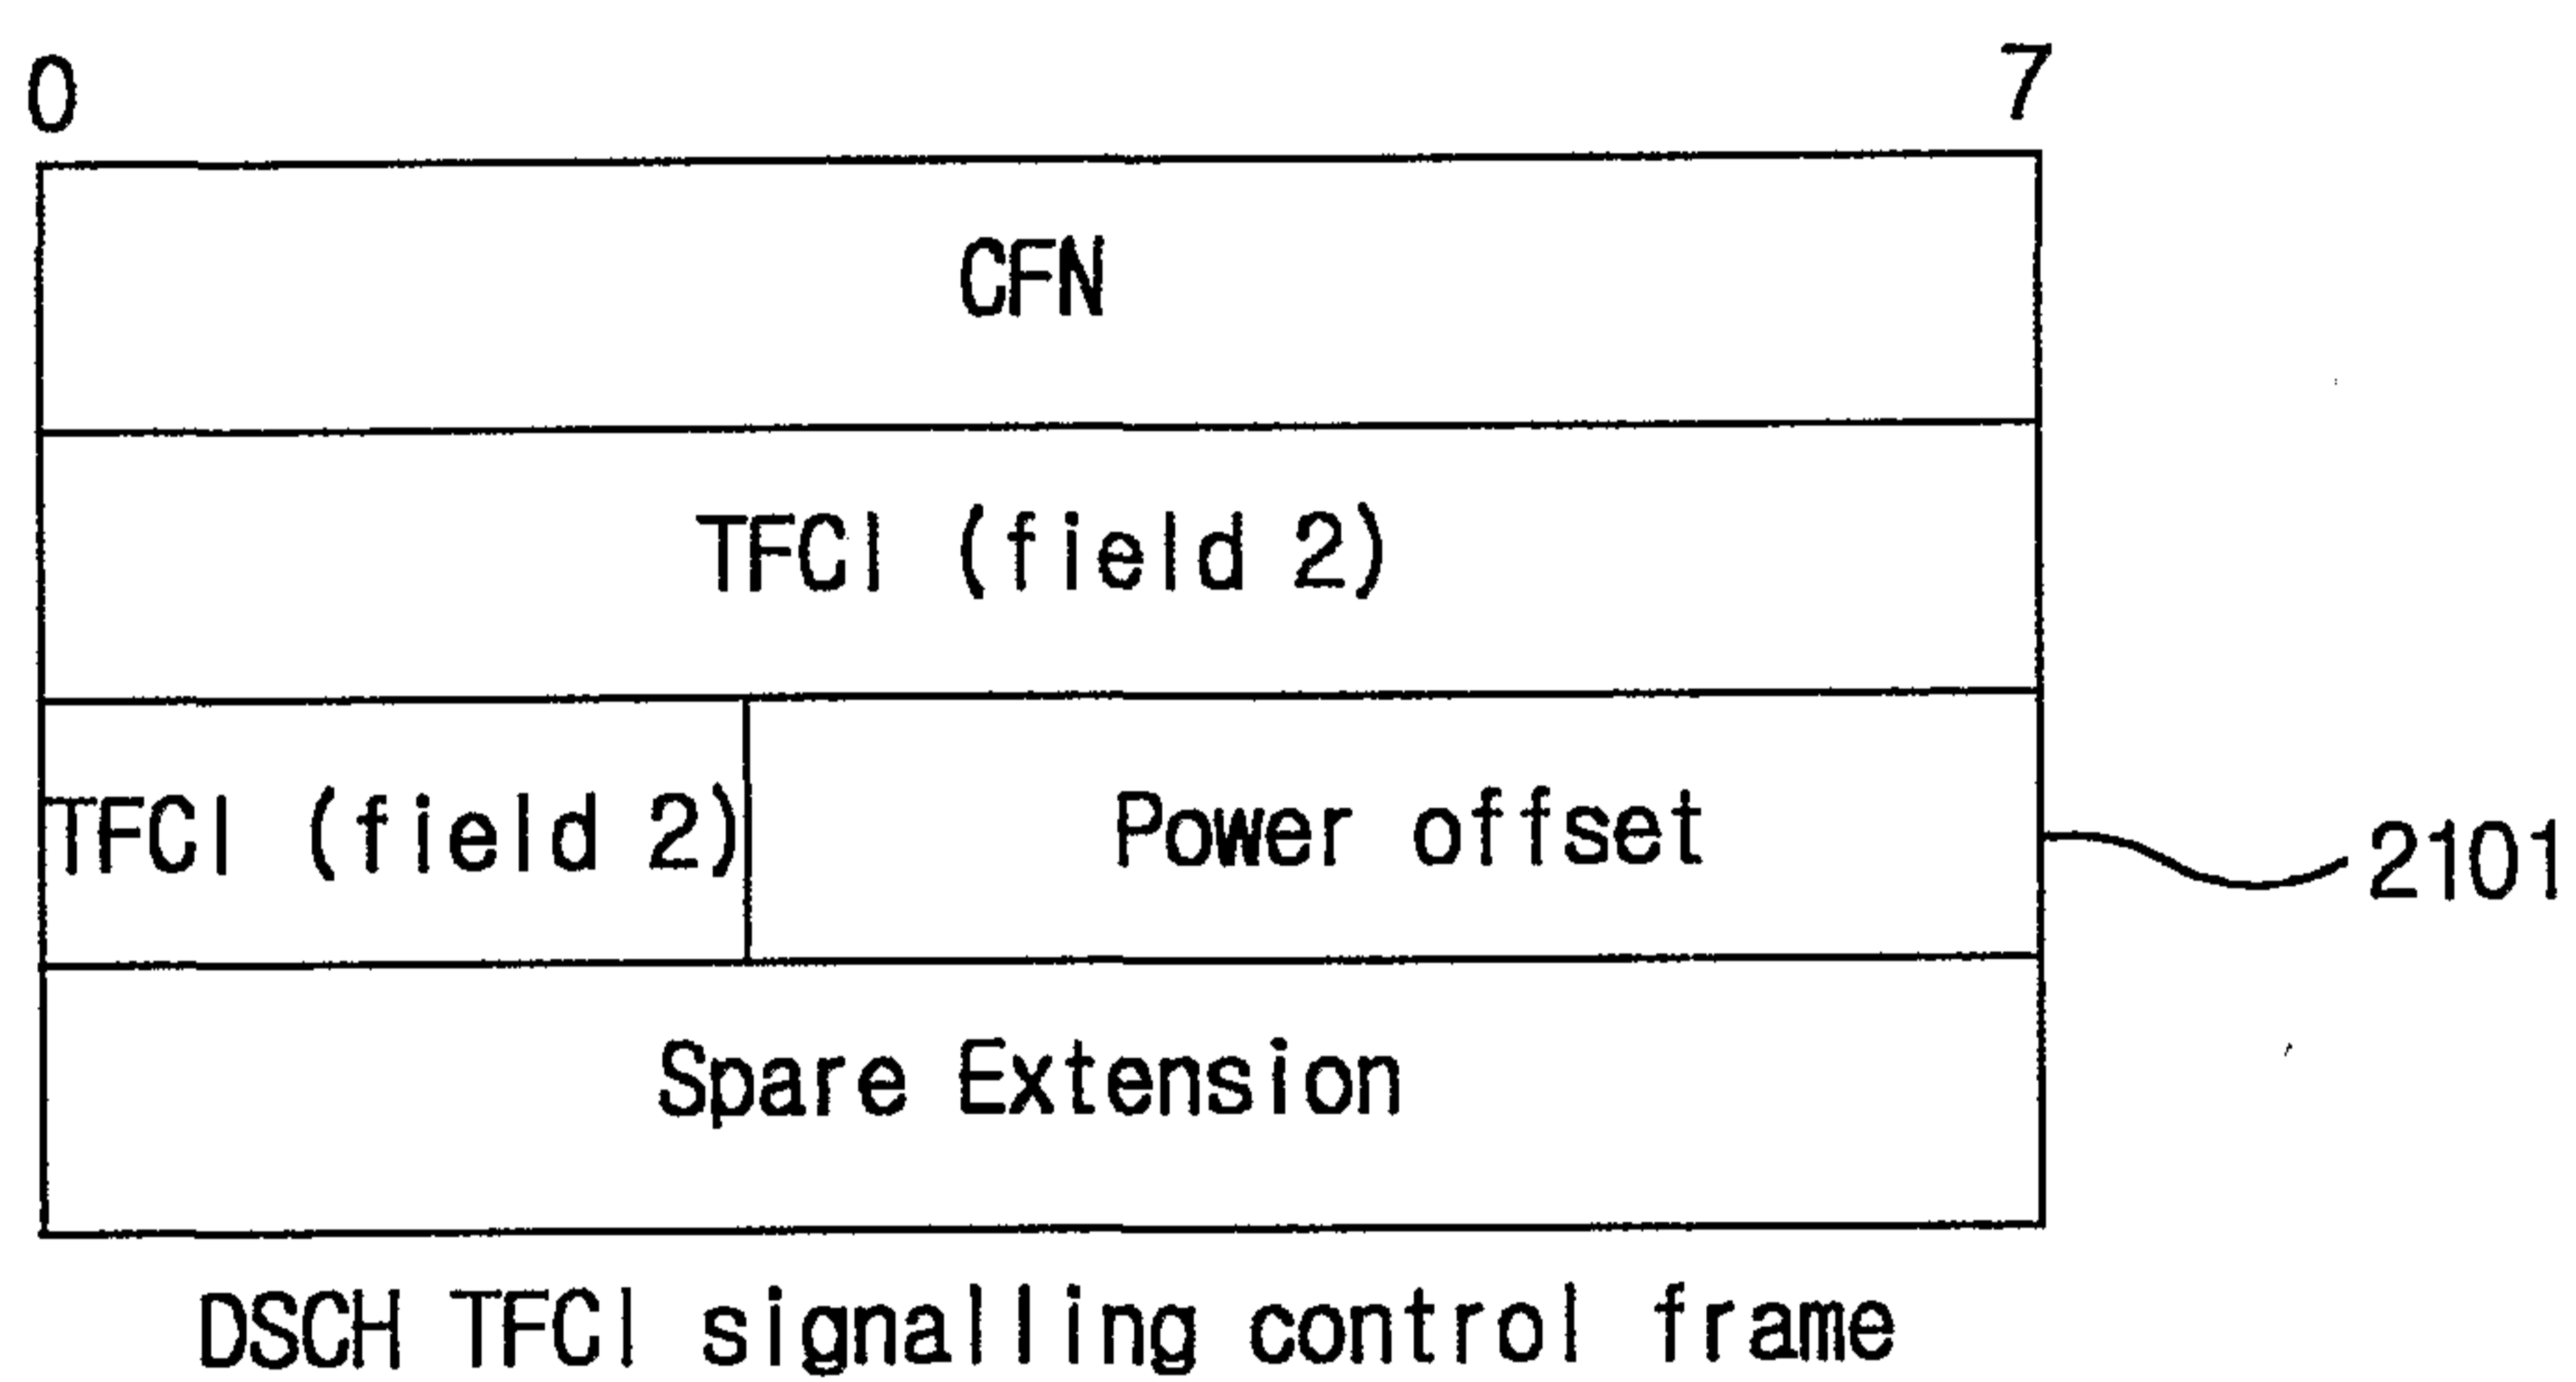 0 7
CFN
TFCI (field 2)
TFCI (field 2) Power offset 2101
Spare Extension
DSCH TFCI signalling control frame